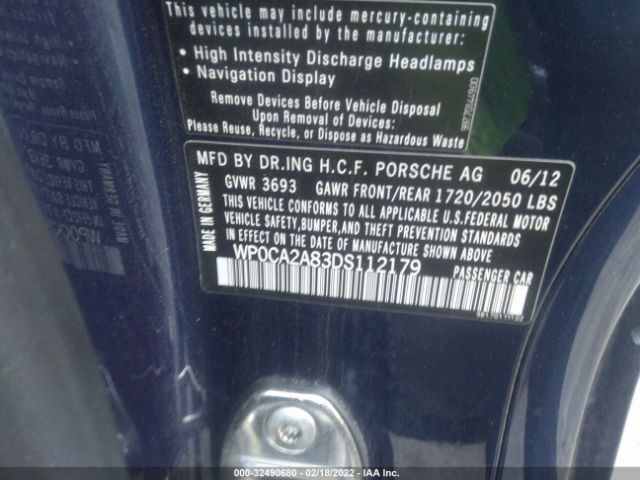 This vehicle may include mercury-containing
devices installed by the manufacturer:
• High Intensity Discharge Headlamps
• Navigation Display
Remove Devices Before Vehicle Disposal
Upon Removal of Devices:
Please Reuse, Recycle, or Dispose as Hazardous Waste
MFD BY DR.ING H.C.F. PORSCHE AG 06/12
GVWR 3693 GAWR FRONT/REAR 1720/2050 LBS
THIS VEHICLE CONFORMS TO ALL APPLICABLE U.S.FEDERAL MOTOR
VEHICLE SAFETY,BUMPER,AND THEFT PREVENTION STANDARDS
IN EFFECT ON THE DATE OF MANUFACTURE SHOWN ABOVE
WP0CA2A83DS112179 PASSENGER CAR
MADE IN GERMANY
000-32490680 - 02/18/2022 - IAA Inc.